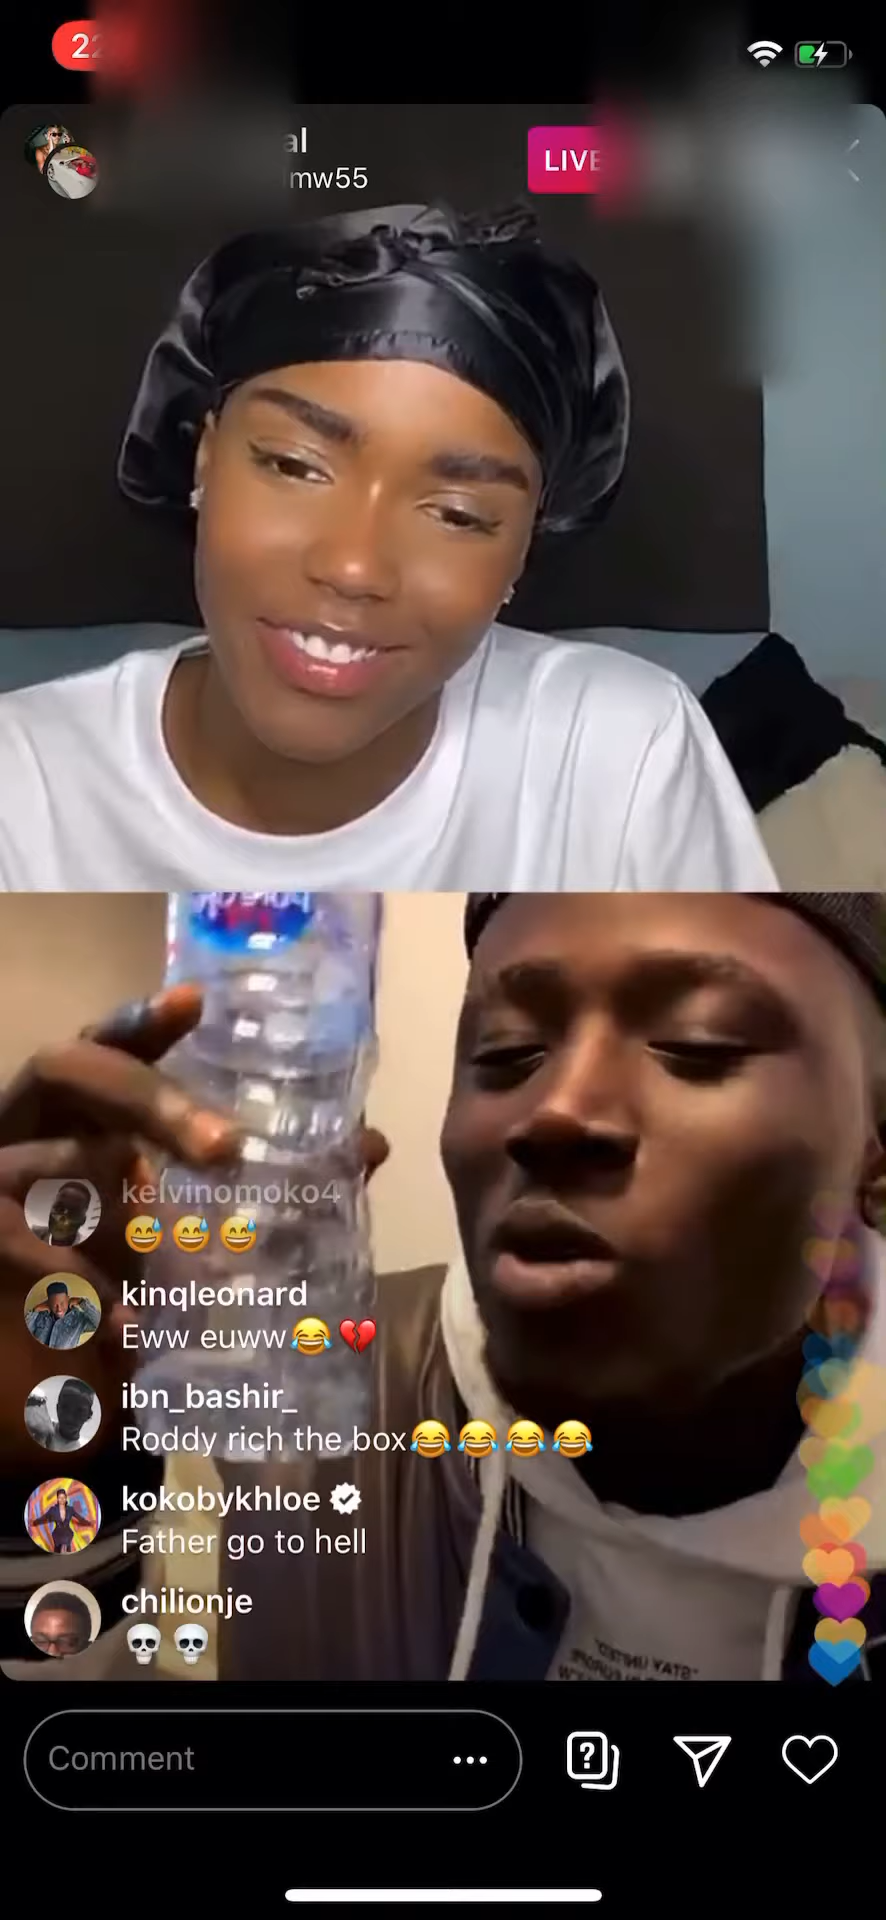 al
mw55
LIVE
kelvinomoko4
😅😅😅
kinqleonard
Eww euww😂💔
ibn_bashir_
Roddy rich the box😂😂😂😂
kokobykhloe
Father go to hell
chilionje
💀💀
Comment